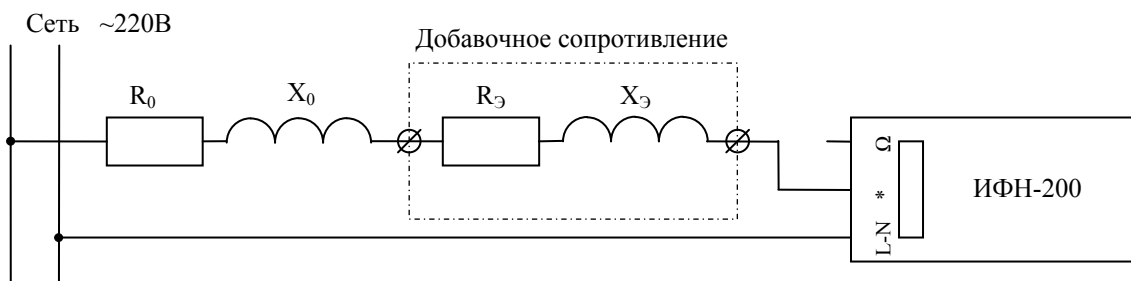 Сеть ~220В
Добавочное сопротивление
R₀
X₀
RЭ
XЭ
Ω
*
L-N
ИФН-200